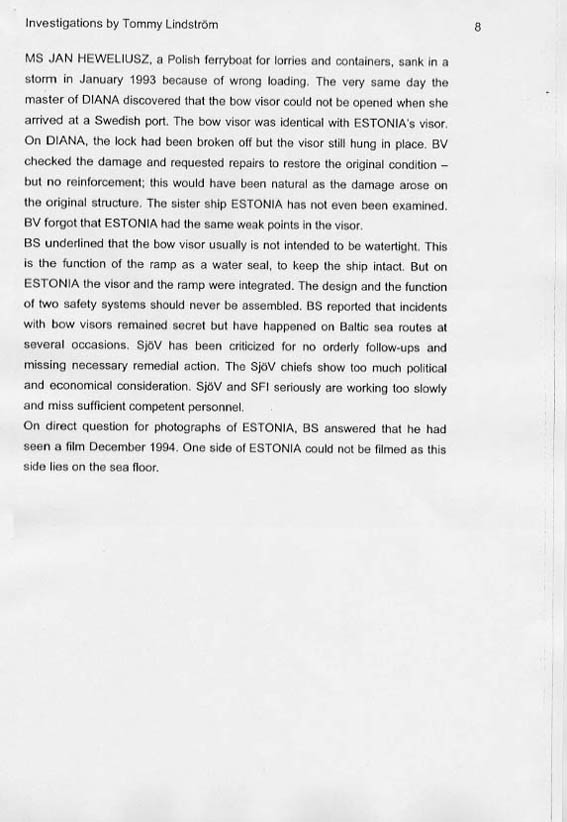 Investigations by Tommy Lindström 8
MS JAN HEWELIUSZ, a Polish ferryboat for lorries and containers, sank in a
storm in January 1993 because of wrong loading. The very same day the
master of DIANA discovered that the bow visor could not be opened when she
arrived at a Swedish port. The bow visor was identical with ESTONIA's visor.
On DIANA, the lock had been broken off but the visor still hung in place. BV
checked the damage and requested repairs to restore the original condition –
but no reinforcement; this would have been natural as the damage arose on
the original structure. The sister ship ESTONIA has not even been examined.
BV forgot that ESTONIA had the same weak points in the visor.
BS underlined that the bow visor usually is not intended to be watertight. This
is the function of the ramp as a water seal, to keep the ship intact. But on
ESTONIA the visor and the ramp were integrated. The design and the function
of two safety systems should never be assembled. BS reported that incidents
with bow visors remained secret but have happened on Baltic sea routes at
several occasions. SjöV has been criticized for no orderly follow-ups and
missing necessary remedial action. The SjöV chiefs show too much political
and economical consideration. SjöV and SFI seriously are working too slowly
and miss sufficient competent personnel.
On direct question for photographs of ESTONIA, BS answered that he had
seen a film December 1994. One side of ESTONIA could not be filmed as this
side lies on the sea floor.